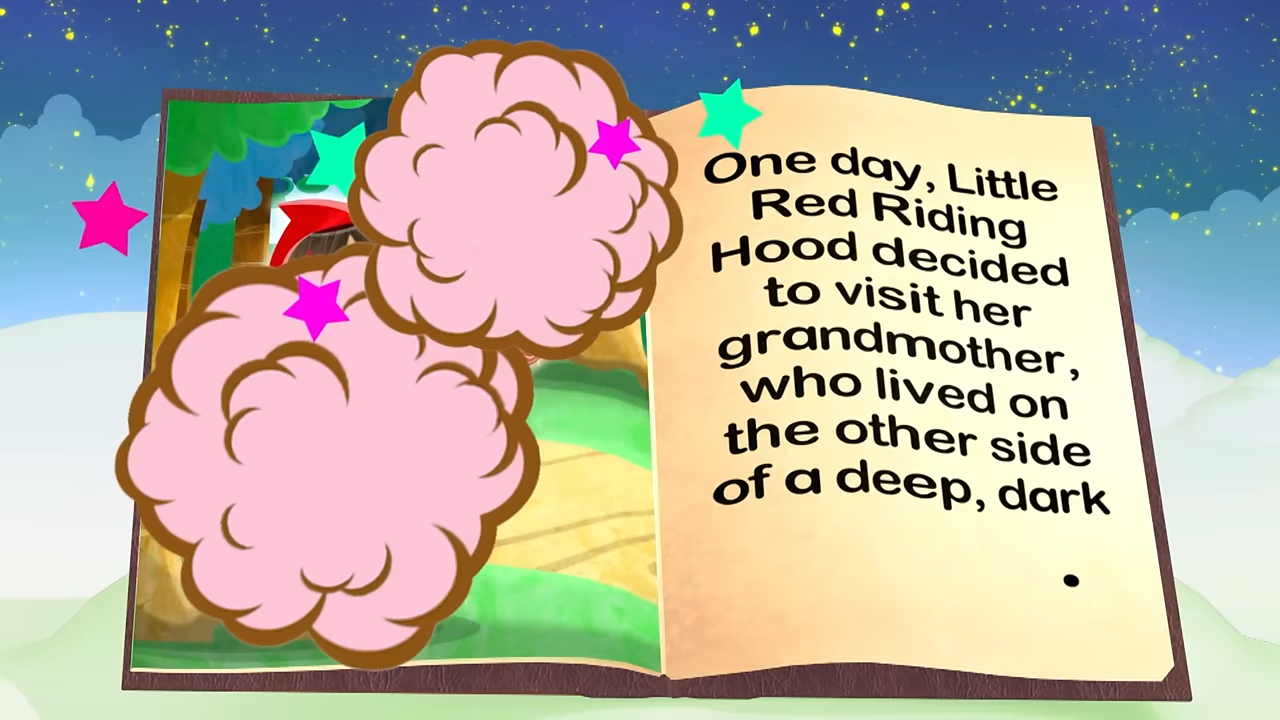 One day, Little
Red Riding
Hood decided
to visit her
grandmother,
who lived on
the other side
of a deep, dark
.